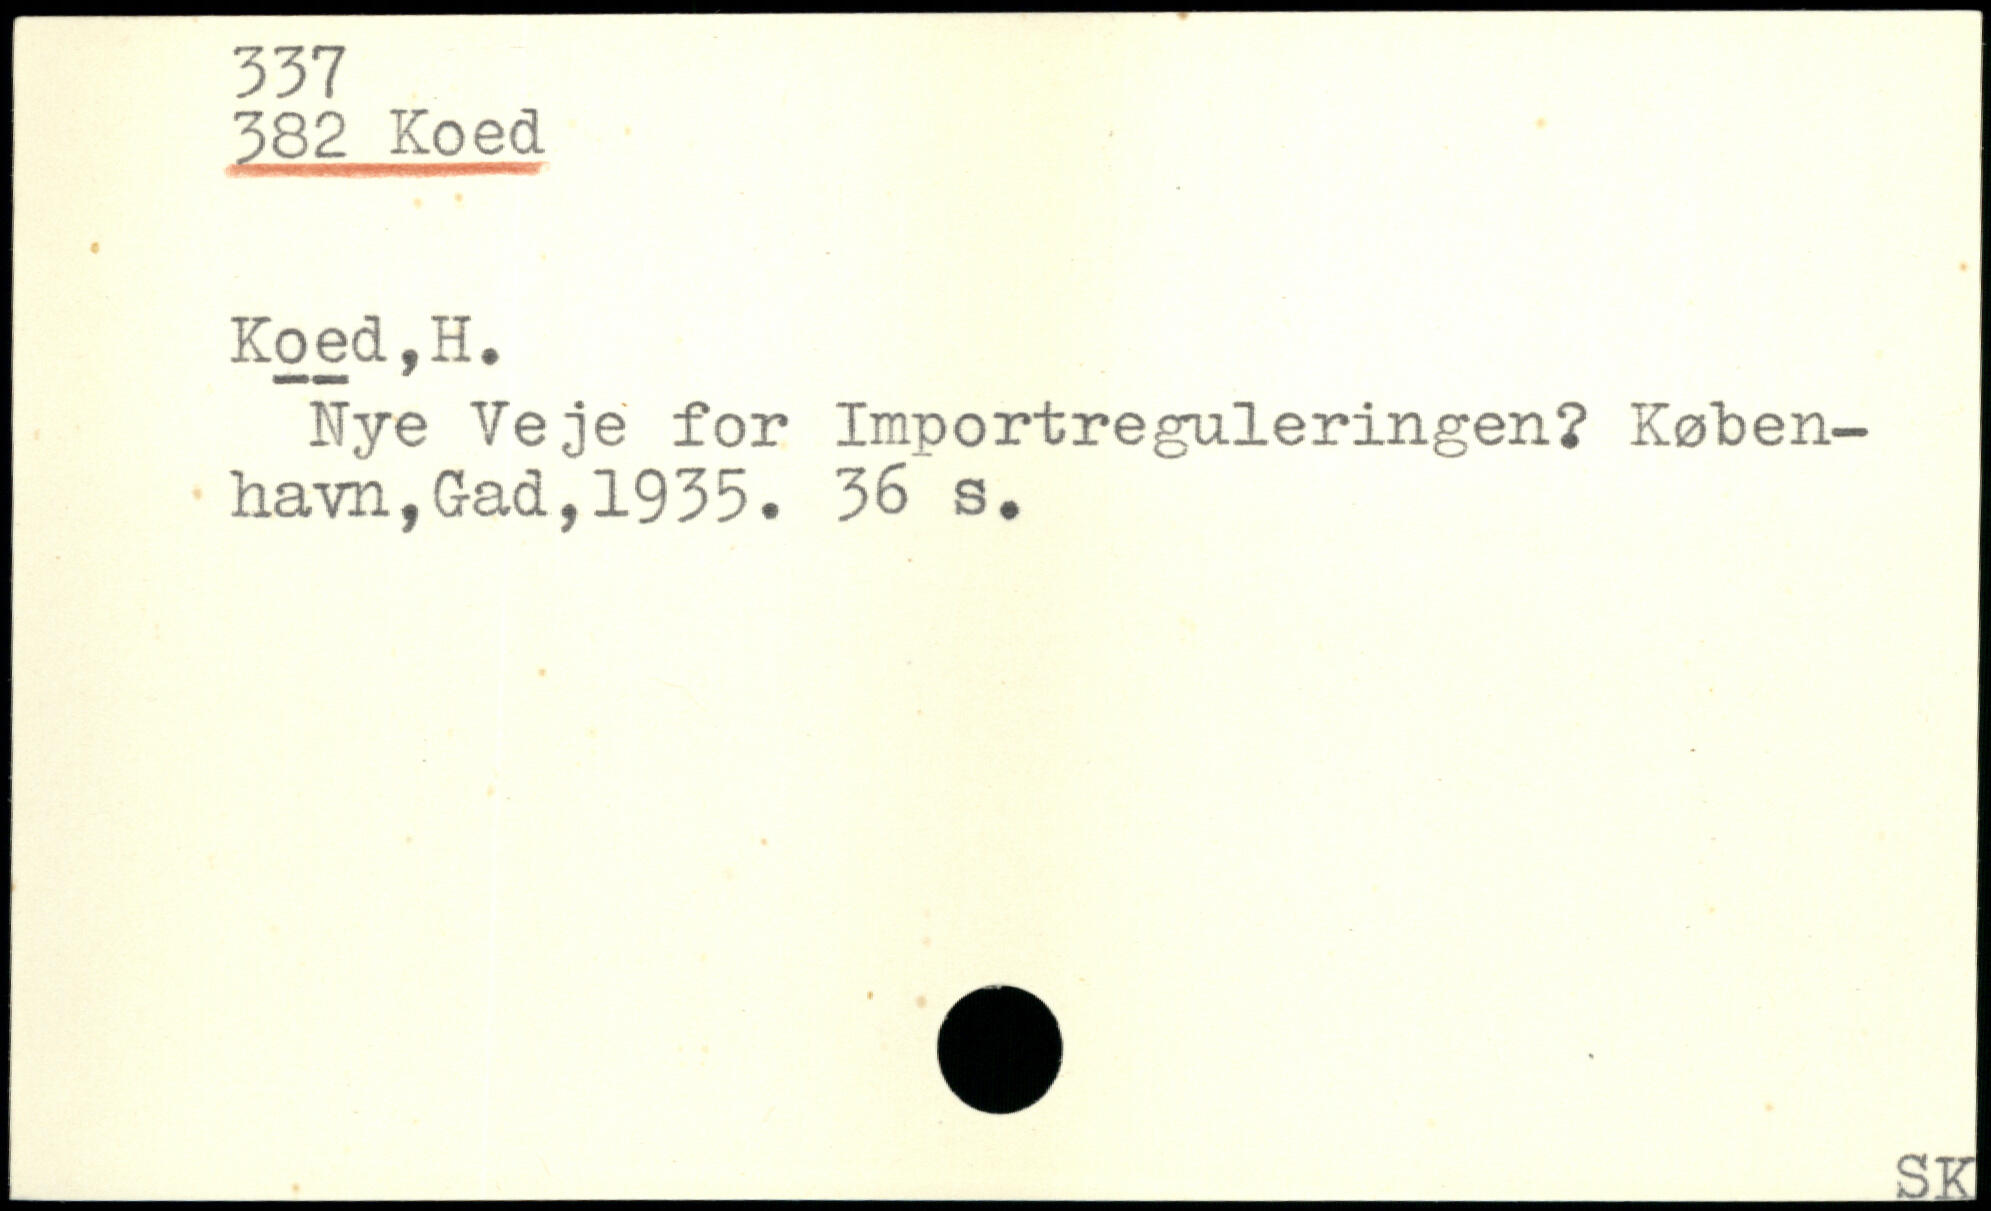 337
382 Koed
Koed,H.
Nye Veje for Importreguleringen? Køben-
havn,Gad,1935. 36 s.
SK